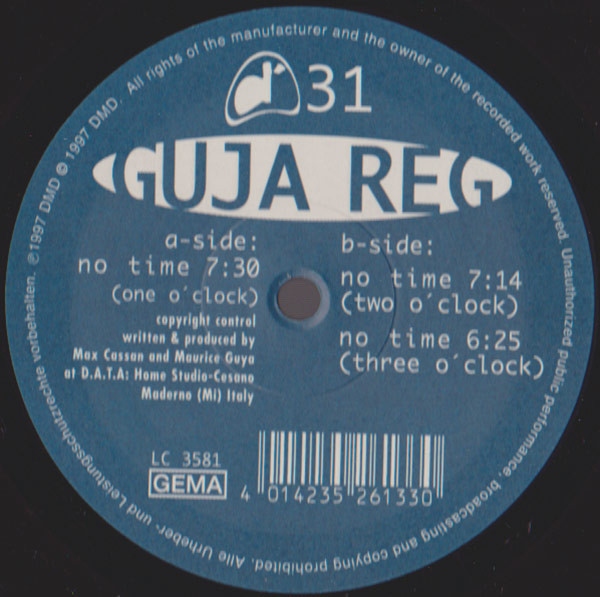 d' 31
GUJA REG
a-side:
no time 7:30
(one o´clock)
copyright control
written & produced by
Max Cassan and Maurice Guya
at D.A.T.A: Home Studio-Cesano
Maderno (Mi) Italy
b-side:
no time 7:14
(two o´clock)
no time 6:25
(three o´clock)
LC 3581
GEMA
4 014235 261330
℗1997 DMD © 1997 DMD. All rights of the manufacturer and the owner of the recorded work reserved. Unauthorized public performance, broadcasting and copying prohibited. Alle Urheber- und Leistungsschutzrechte vorbehalten.